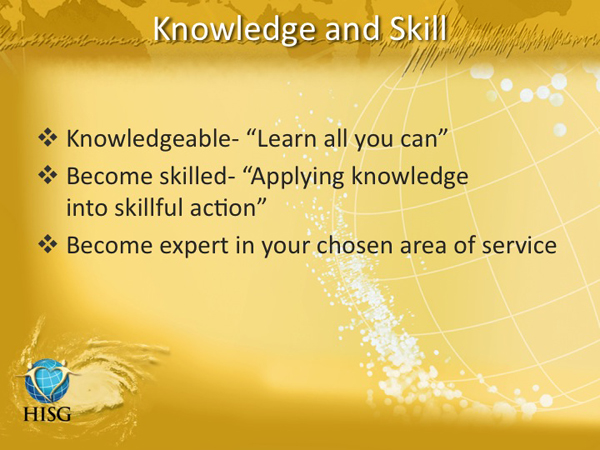 Knowledge and Skill
❖ Knowledgeable- “Learn all you can”
❖ Become skilled- “Applying knowledge
into skillful action”
❖ Become expert in your chosen area of service
HISG